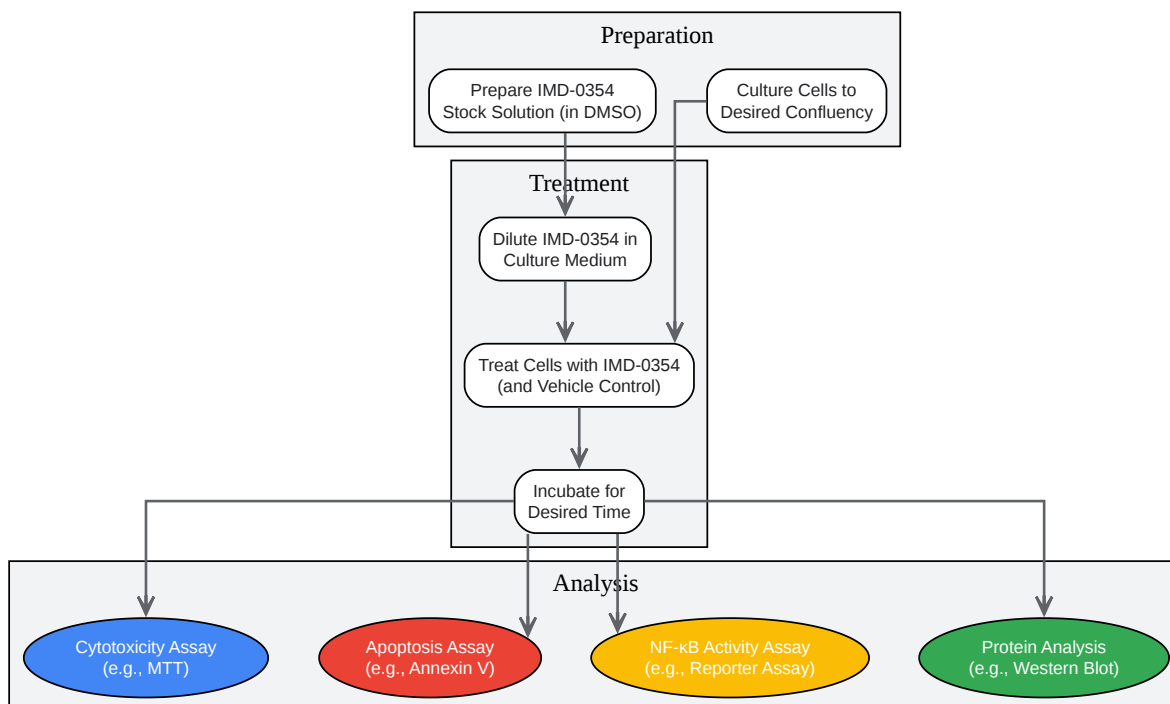 Preparation
Prepare IMD-0354
Stock Solution (in DMSO)
Culture Cells to
Desired Confluency
Treatment
Dilute IMD-0354 in
Culture Medium
Treat Cells with IMD-0354
(and Vehicle Control)
Incubate for
Desired Time
Analysis
Cytotoxicity Assay
(e.g., MTT)
Apoptosis Assay
(e.g., Annexin V)
NF-κB Activity Assay
(e.g., Reporter Assay)
Protein Analysis
(e.g., Western Blot)